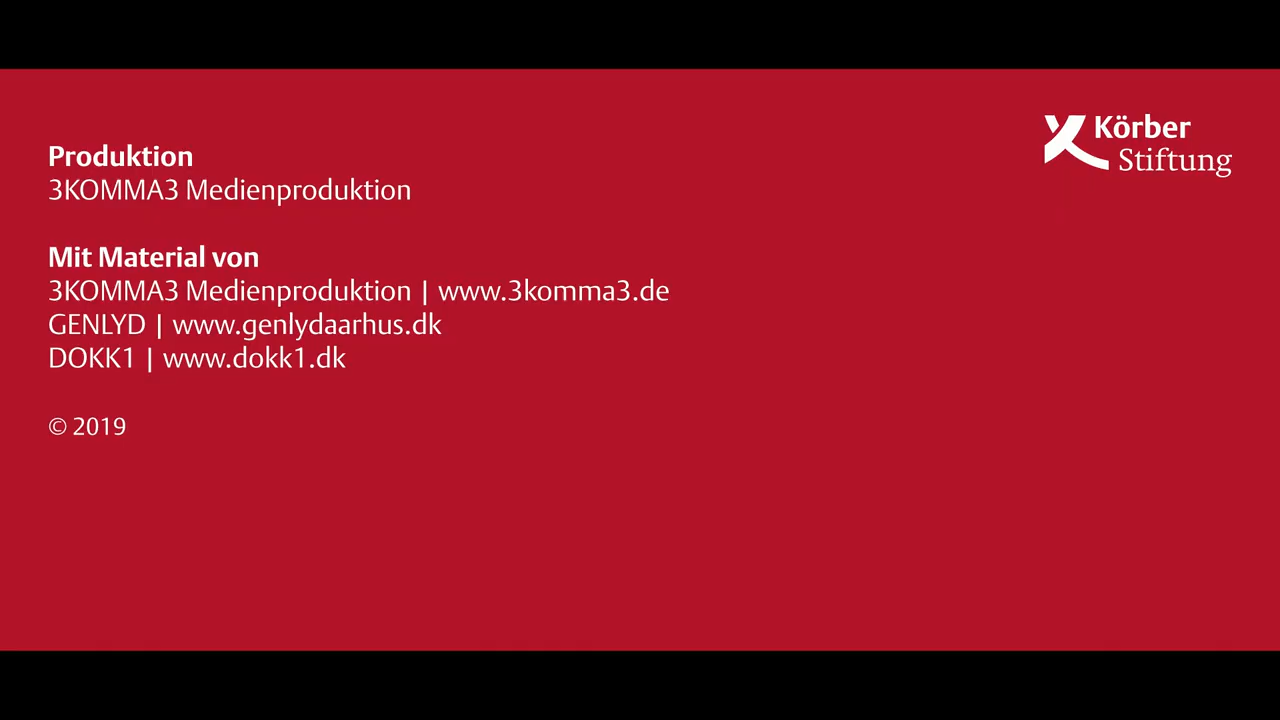 Körber
Stiftung
Produktion
3KOMMA3 Medienproduktion
Mit Material von
3KOMMA3 Medienproduktion | www.3komma3.de
GENLYD | www.genlydaarhus.dk
DOKK1 | www.dokk1.dk
© 2019